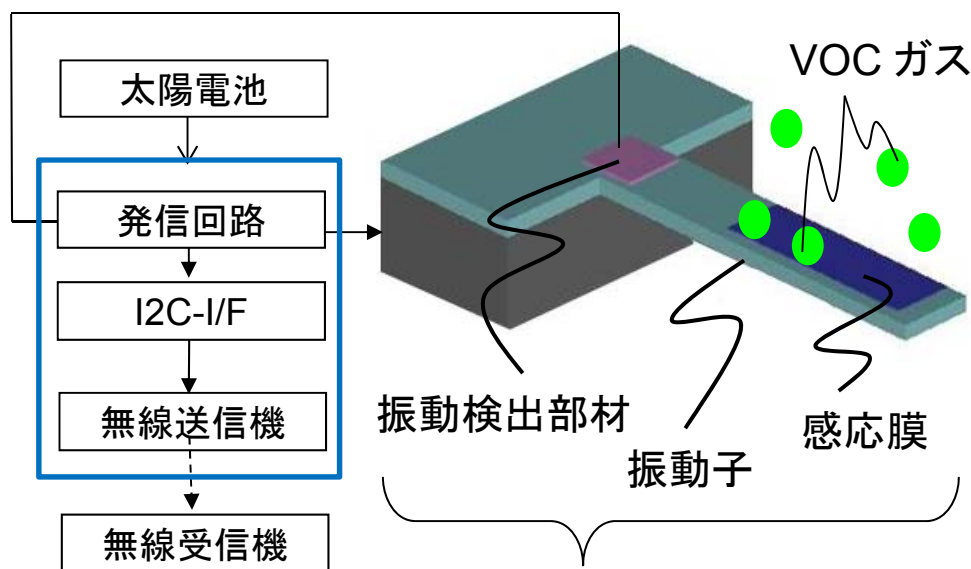 太陽電池
発信回路
I2C-I/F
無線送信機
無線受信機
VOC ガス
振動検出部材
振動子
感応膜